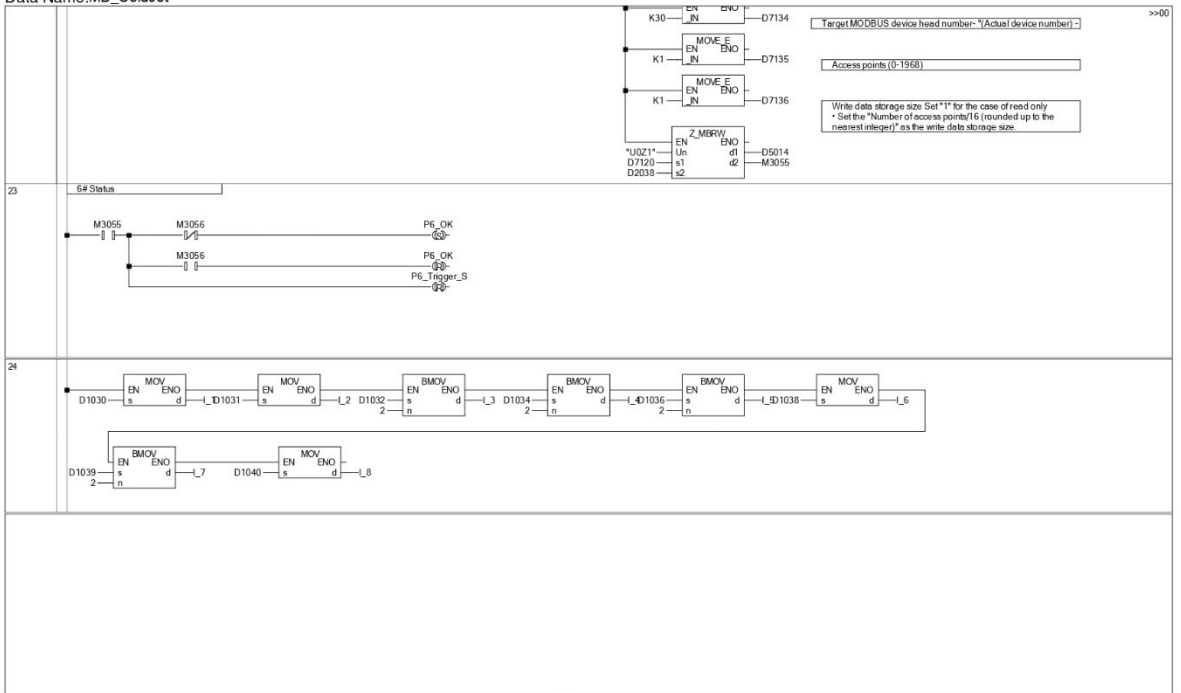 EN ENO
K30 _IN D7134
Target MODBUS device head number- "(Actual device number) -
>>00
MOVE_E
EN ENO
K1 _IN D7135
Access points (0-1968)
MOVE_E
EN ENO
K1 _IN D7136
Write data storage size Set "1" for the case of read only
• Set the "Number of access points/16 (rounded up to the
nearest integer)" as the write data storage size.
Z_MBRW
EN ENO
"U0Z1" Un d1 D5014
D7120 s1 d2 M3055
D2038 s2
23
6# Status
M3055 M3056 P6_OK
(S)
M3056 P6_OK
(R)
P6_Trigger_S
(R)
24
MOV MOV BMOV BMOV BMOV MOV
EN ENO EN ENO EN ENO EN ENO EN ENO EN ENO
D1030 s d I_1 D1031 s d I_2 D1032 s d I_3 D1034 s d I_4 D1036 s d I_5 D1038 s d I_6
2 n 2 n 2 n
BMOV MOV
EN ENO EN ENO
D1039 s d I_7 D1040 s d I_8
2 n